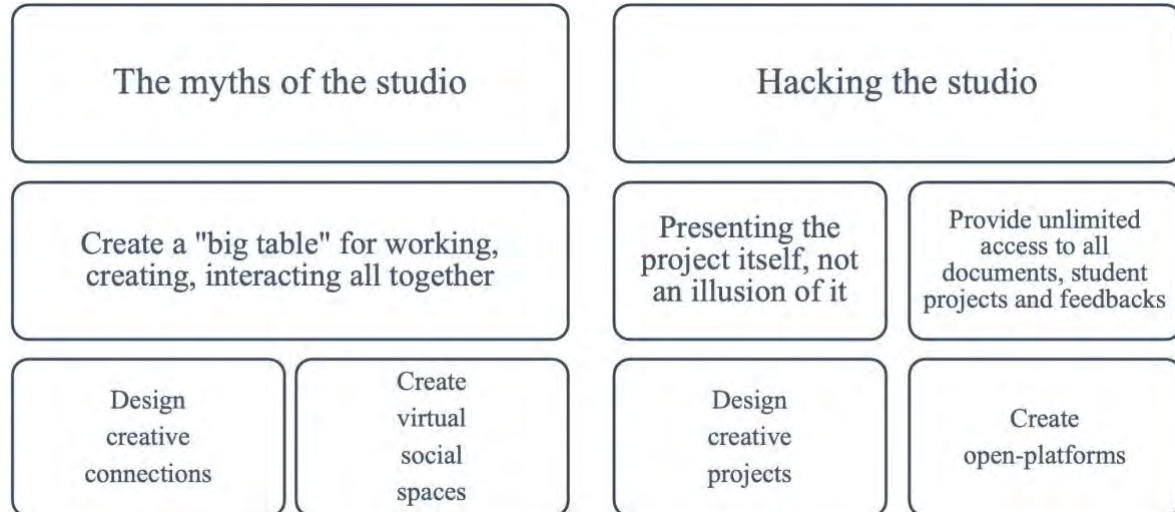 The myths of the studio
Hacking the studio
Create a "big table" for working,
creating, interacting all together
Presenting the
project itself, not
an illusion of it
Provide unlimited
access to all
documents, student
projects and feedbacks
Design
creative
connections
Create
virtual
social
spaces
Design
creative
projects
Create
open-platforms